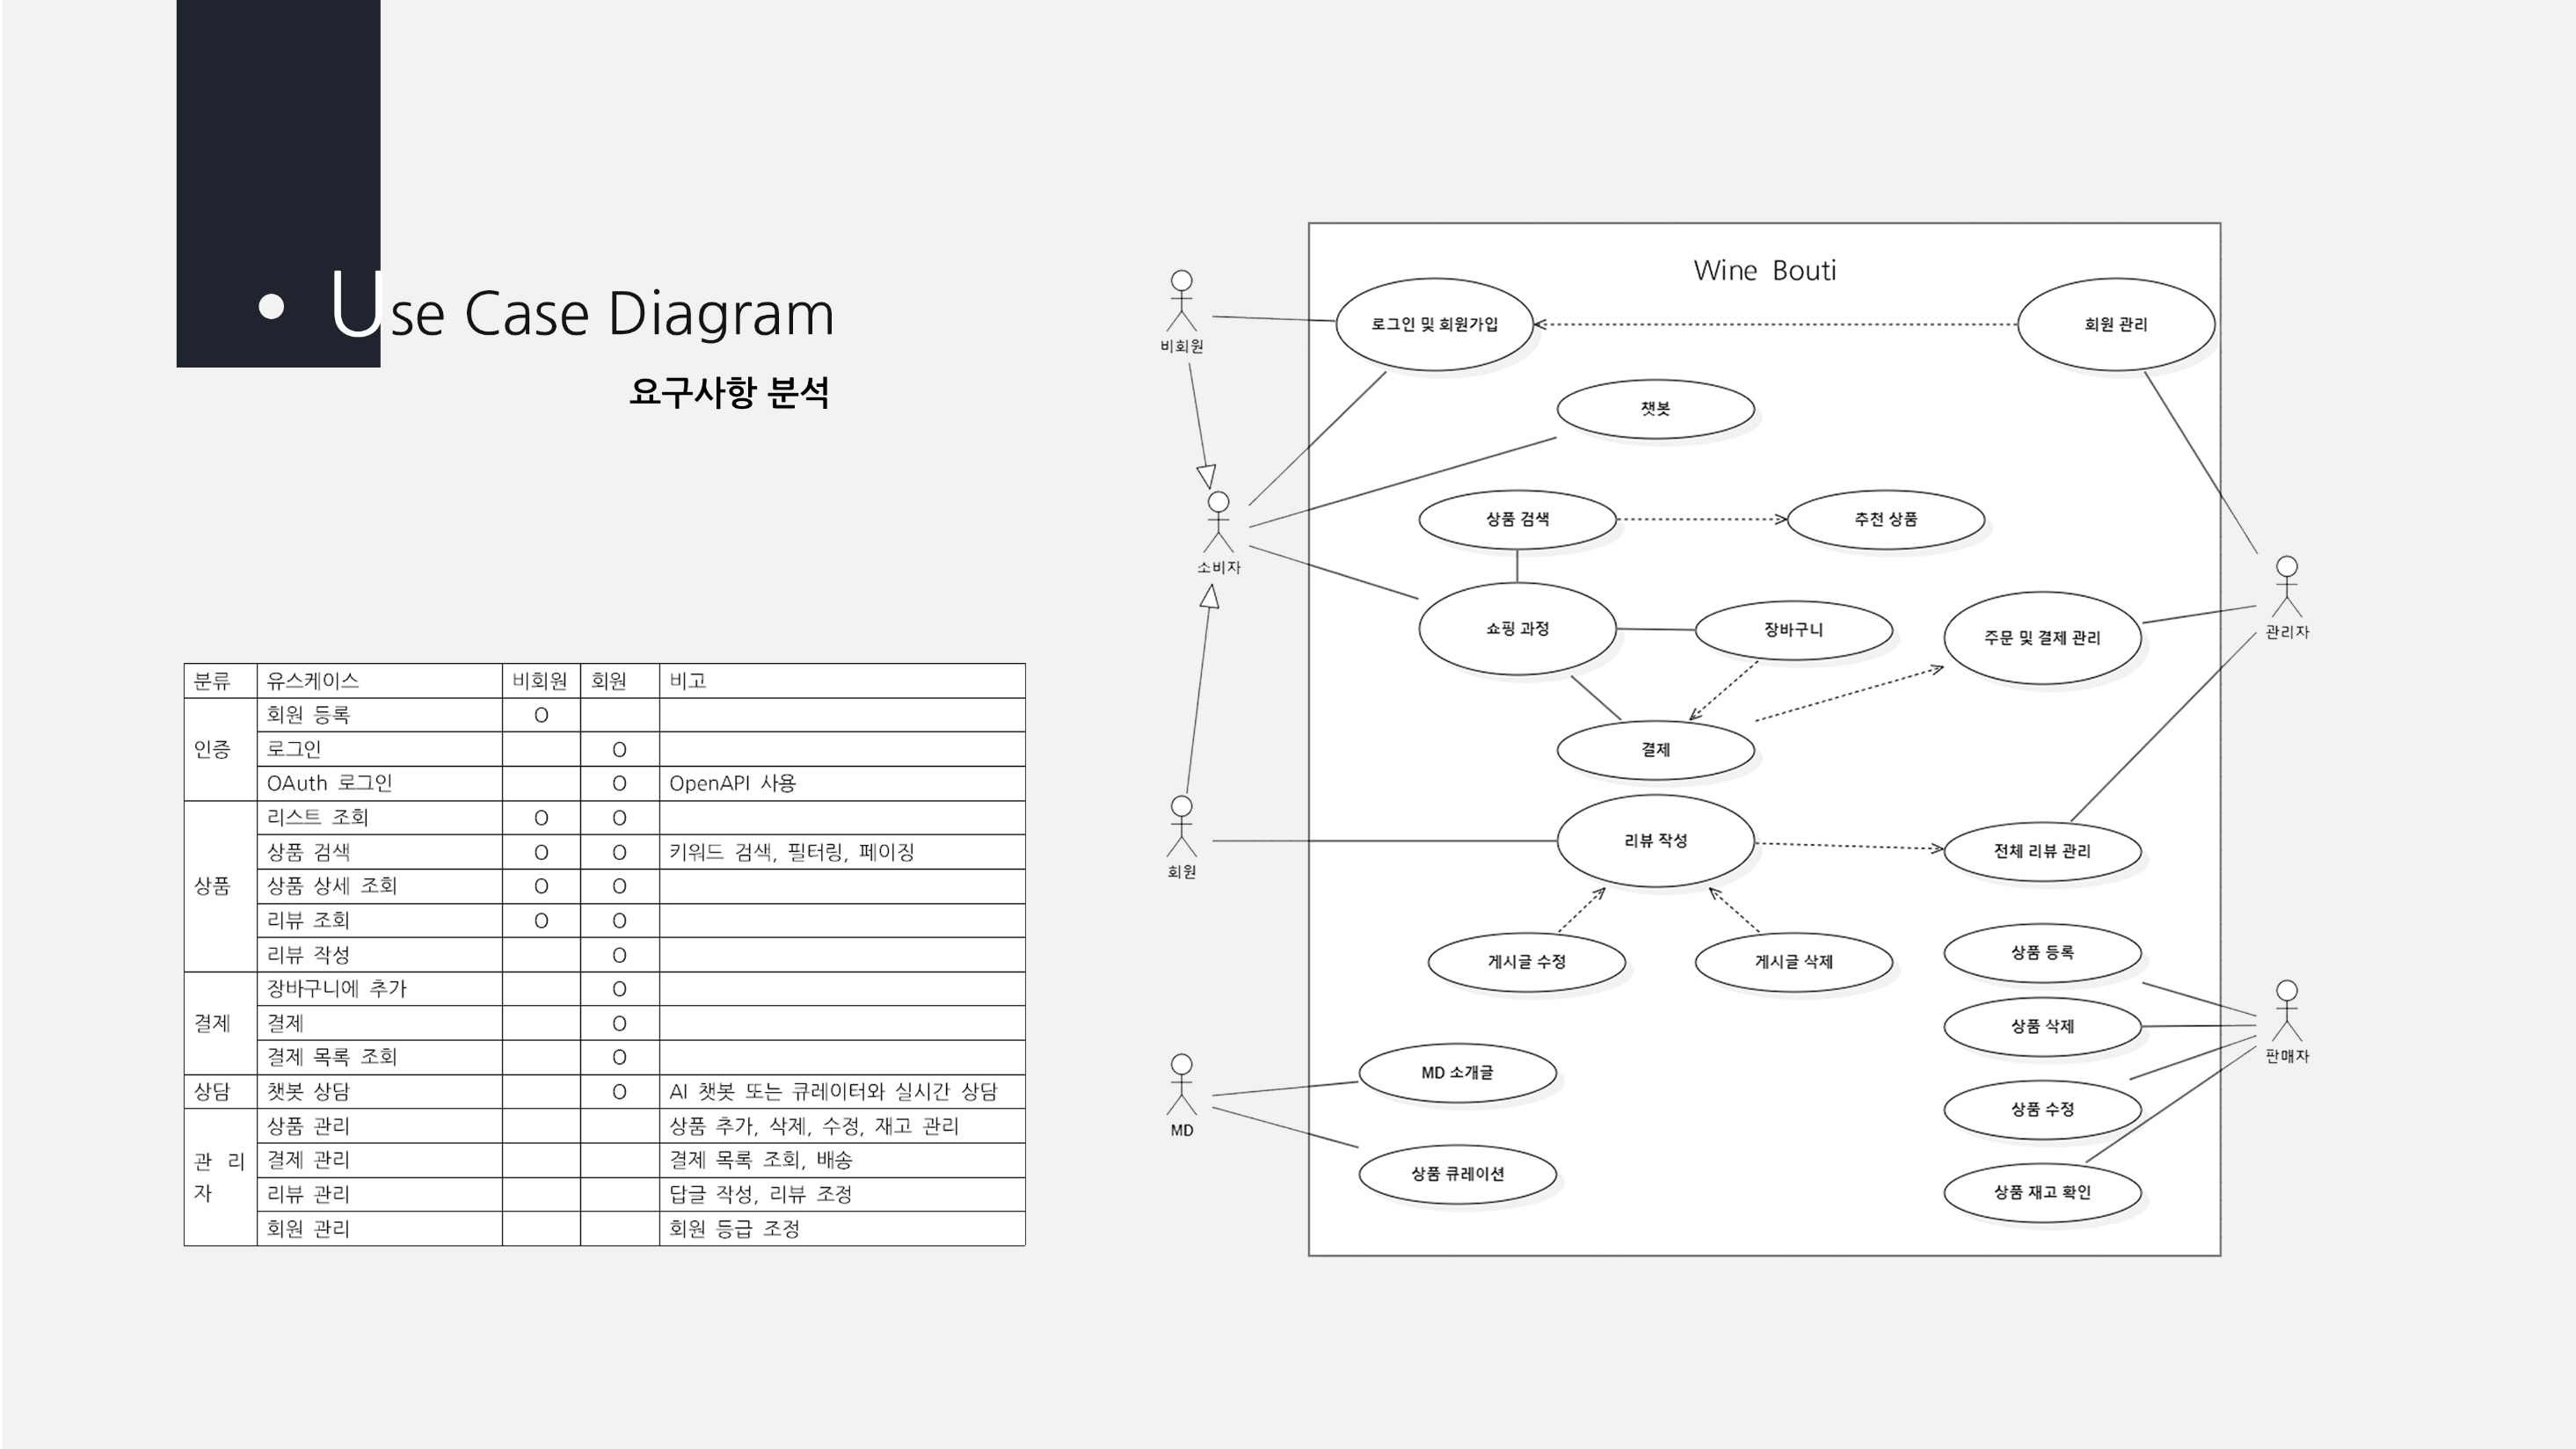 • Use Case Diagram
요구사항 분석
분류 유스케이스 비회원 회원 비고
인증
회원 등록 O
로그인 O
OAuth 로그인 O OpenAPI 사용
상품
리스트 조회 O O
상품 검색 O O 키워드 검색, 필터링, 페이징
상품 상세 조회 O O
리뷰 조회 O O
리뷰 작성 O
결제
장바구니에 추가 O
결제 O
결제 목록 조회 O
상담 챗봇 상담 O AI 챗봇 또는 큐레이터와 실시간 상담
관 리
자
상품 관리 상품 추가, 삭제, 수정, 재고 관리
결제 관리 결제 목록 조회, 배송
리뷰 관리 답글 작성, 리뷰 조정
회원 관리 회원 등급 조정
Wine Bouti
비회원
로그인 및 회원가입
회원 관리
챗봇
상품 검색
추천 상품
소비자
쇼핑 과정
장바구니
주문 및 결제 관리
관리자
결제
리뷰 작성
전체 리뷰 관리
회원
게시글 수정
게시글 삭제
상품 등록
상품 삭제
판매자
MD 소개글
MD
상품 수정
상품 큐레이션
상품 재고 확인